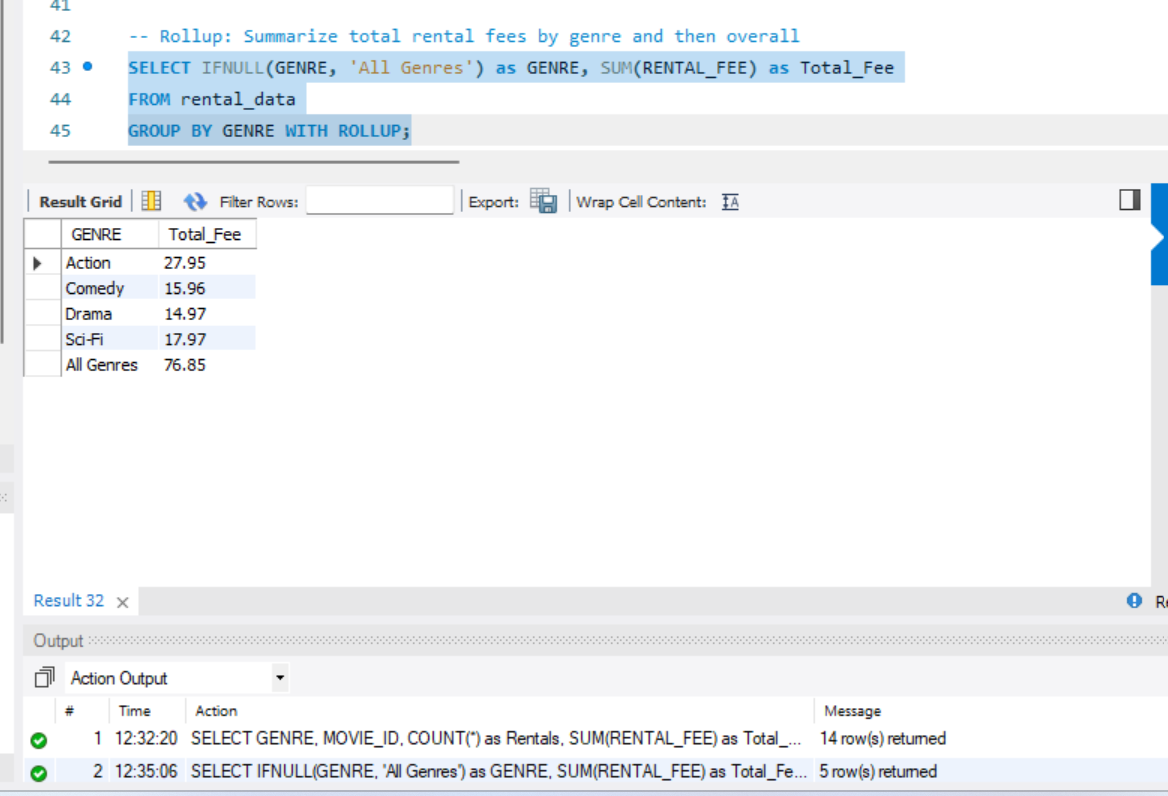 41
42 -- Rollup: Summarize total rental fees by genre and then overall
43 SELECT IFNULL(GENRE, 'All Genres') as GENRE, SUM(RENTAL_FEE) as Total_Fee
44 FROM rental_data
45 GROUP BY GENRE WITH ROLLUP;
Result Grid Filter Rows: Export: Wrap Cell Content: IA
GENRE Total_Fee
Action 27.95
Comedy 15.96
Drama 14.97
Sci-Fi 17.97
All Genres 76.85
Result 32 × Re
Output
Action Output
# Time Action Message
1 12:32:20 SELECT GENRE, MOVIE_ID, COUNT(*) as Rentals, SUM(RENTAL_FEE) as Total_... 14 row(s) returned
2 12:35:06 SELECT IFNULL(GENRE, 'All Genres') as GENRE, SUM(RENTAL_FEE) as Total_Fe... 5 row(s) returned